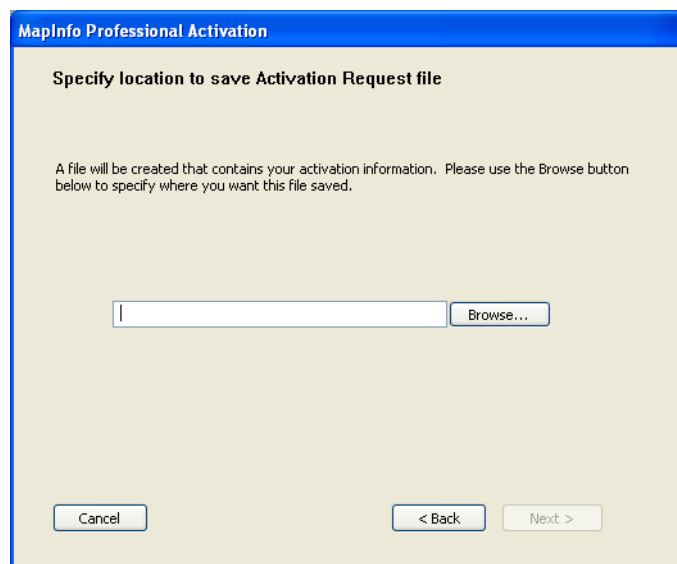 MapInfo Professional Activation
Specify location to save Activation Request file
A file will be created that contains your activation information. Please use the Browse button
below to specify where you want this file saved.
Browse...
Cancel
< Back
Next >